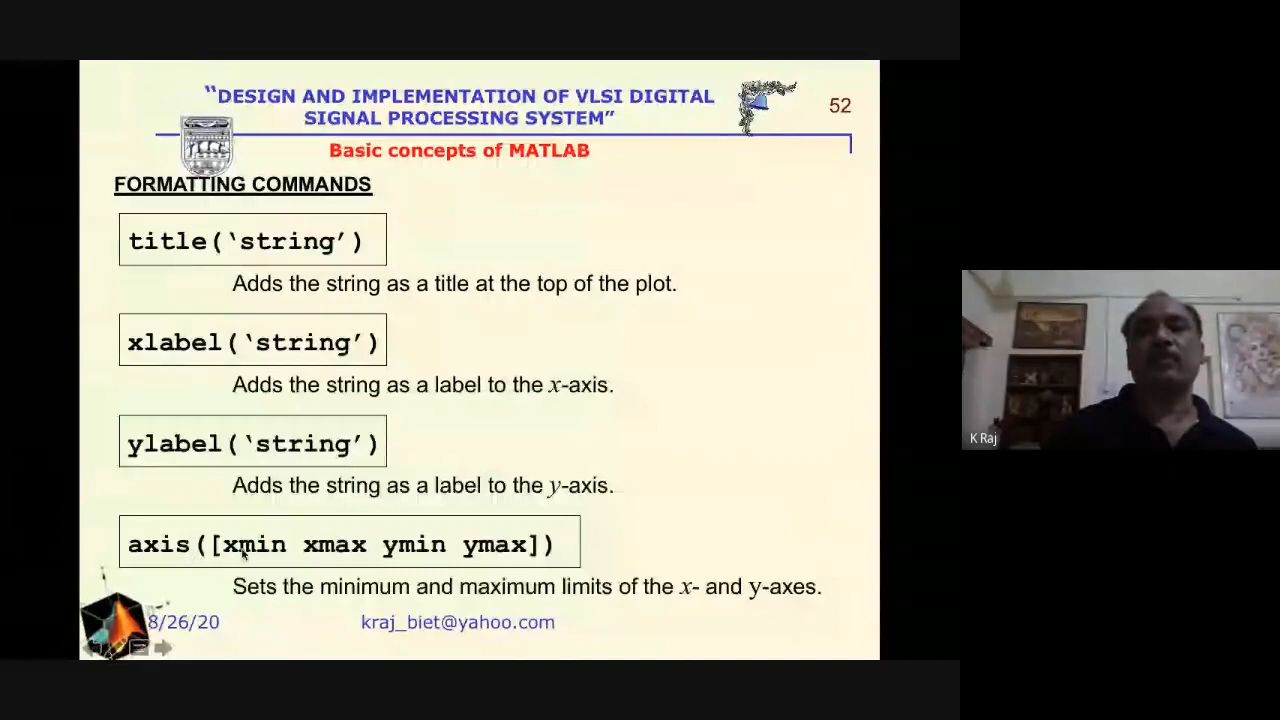 “DESIGN AND IMPLEMENTATION OF VLSI DIGITAL
SIGNAL PROCESSING SYSTEM”
52
Basic concepts of MATLAB
FORMATTING COMMANDS
title(‘string’)
Adds the string as a title at the top of the plot.
xlabel(‘string’)
Adds the string as a label to the x-axis.
ylabel(‘string’)
Adds the string as a label to the y-axis.
axis([xmin xmax ymin ymax])
Sets the minimum and maximum limits of the x- and y-axes.
8/26/20
kraj_biet@yahoo.com
K Raj